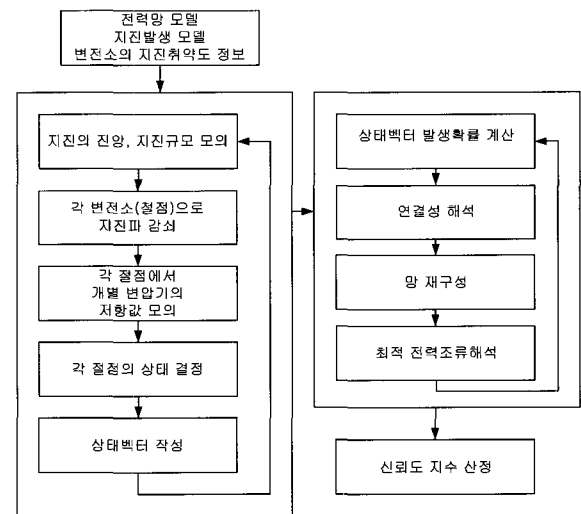 전력망 모델
지진발생 모델
변전소의 지진취약도 정보
지진의 진앙, 지진규모 모의
각 변전소(절점)으로
지진파 감쇠
각 절점에서
개별 변압기의
저항값 모의
각 절점의 상태 결정
상태벡터 작성
상태벡터 발생확률 계산
연결성 해석
망 재구성
최적 전력조류해석
신뢰도 지수 산정